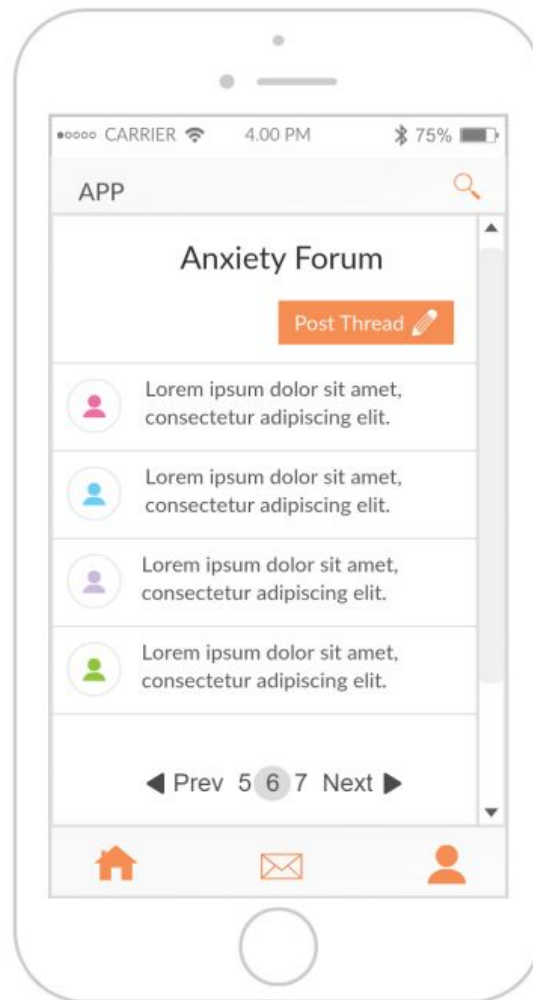 CARRIER 4.00 PM 75%
APP
Anxiety Forum
Post Thread
Lorem ipsum dolor sit amet,
consectetur adipiscing elit.
Lorem ipsum dolor sit amet,
consectetur adipiscing elit.
Lorem ipsum dolor sit amet,
consectetur adipiscing elit.
Lorem ipsum dolor sit amet,
consectetur adipiscing elit.
Prev 5 6 7 Next